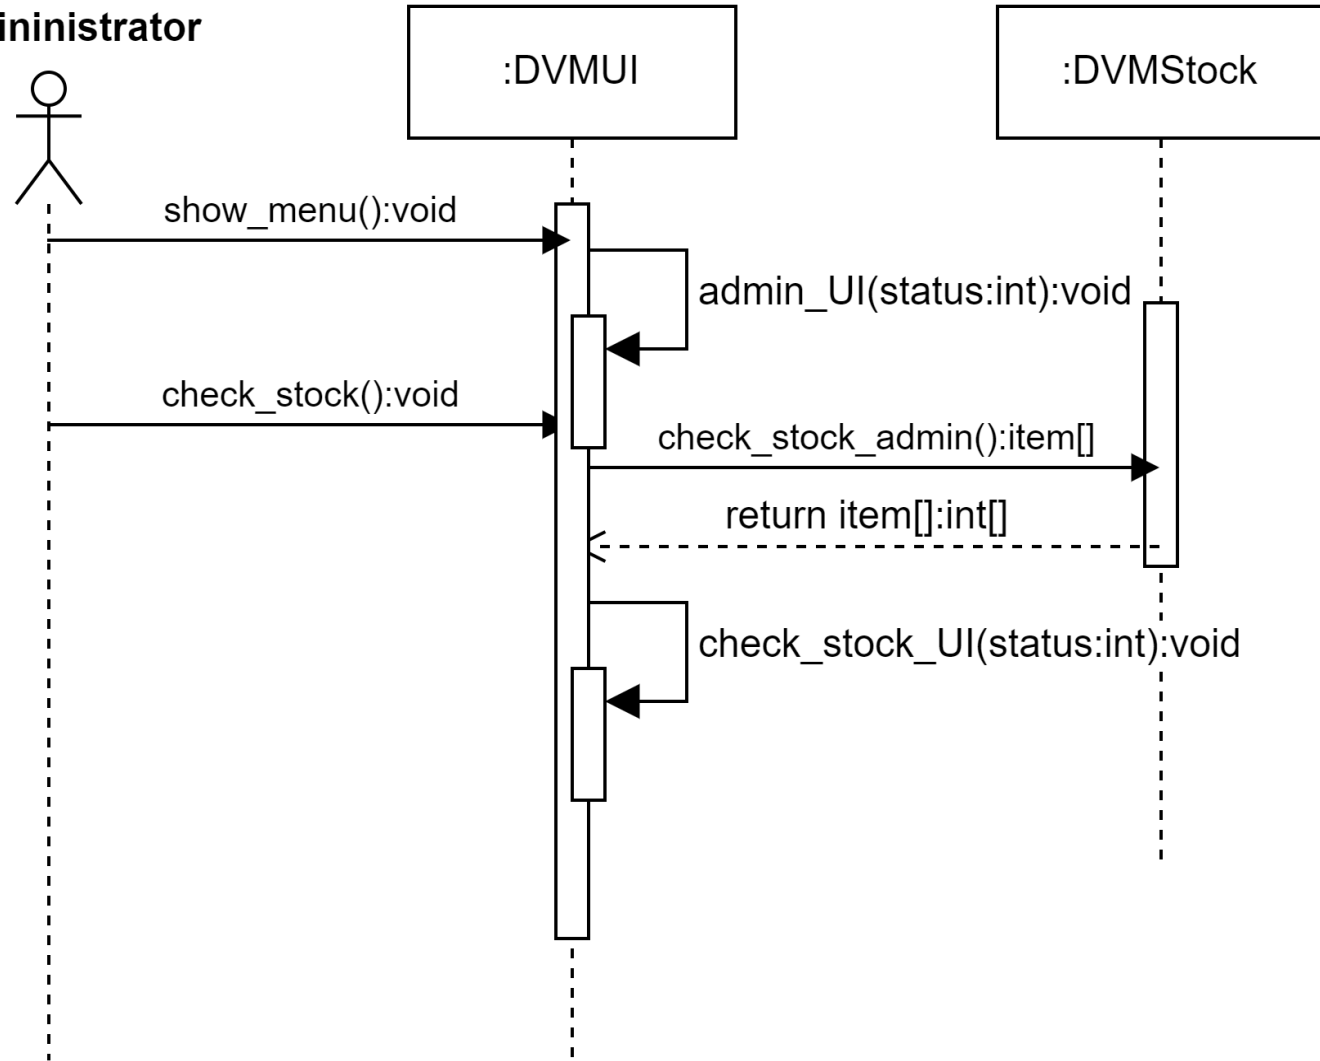 ininistrator
:DVMUI
:DVMStock
show_menu():void
admin_UI(status:int):void
check_stock():void
check_stock_admin():item[]
return item[]:int[]
check_stock_UI(status:int):void